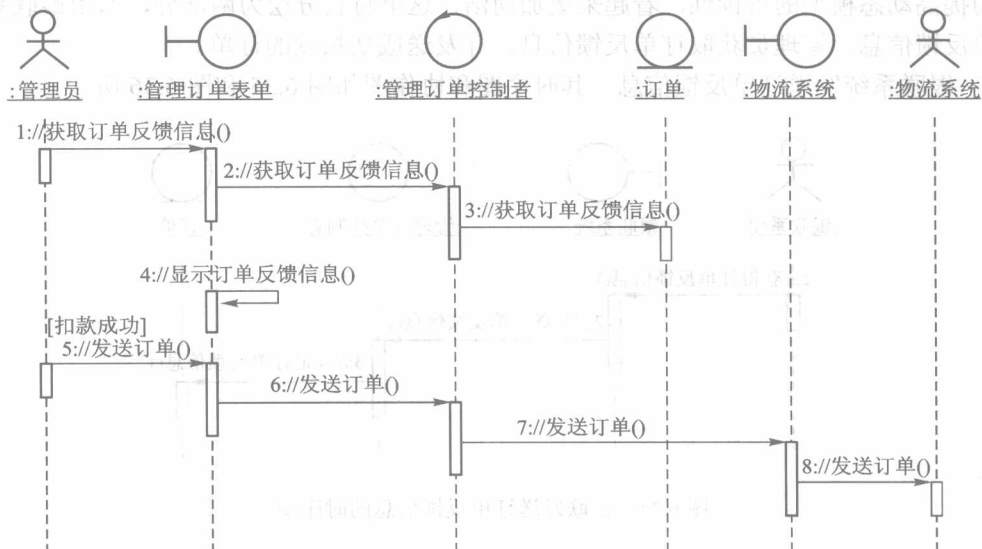 :管理员
:管理订单表单
:管理订单控制者
:订单
:物流系统
:物流系统
1://获取订单反馈信息()
2://获取订单反馈信息()
3://获取订单反馈信息()
4://显示订单反馈信息()
[扣款成功]
5://发送订单()
6://发送订单()
7://发送订单()
8://发送订单()